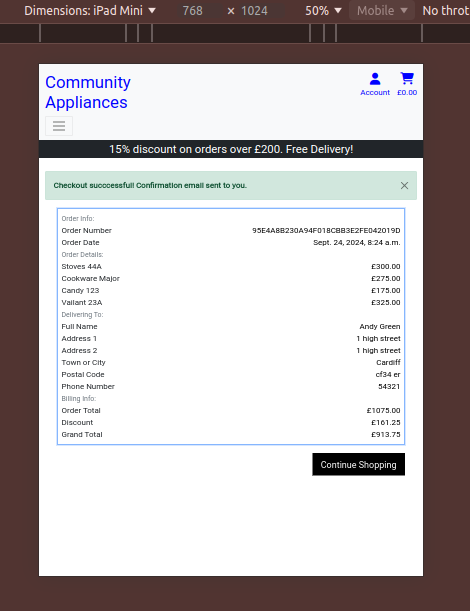 Dimensions: iPad Mini 768 × 1024 50% Mobile No throt
Community
Appliances
Account £0.00
15% discount on orders over £200. Free Delivery!
Checkout succcessful! Confirmation email sent to you.
Order Info:
Order Number 95E4A8B230A94F018CBB3E2FE042019D
Order Date Sept. 24, 2024, 8:24 a.m.
Order Details:
Stoves 44A £300.00
Cookware Major £275.00
Candy 123 £175.00
Vailant 23A £325.00
Delivering To:
Full Name Andy Green
Address 1 1 high street
Address 2 1 high street
Town or City Cardiff
Postal Code cf34 er
Phone Number 54321
Billing Info:
Order Total £1075.00
Discount £161.25
Grand Total £913.75
Continue Shopping